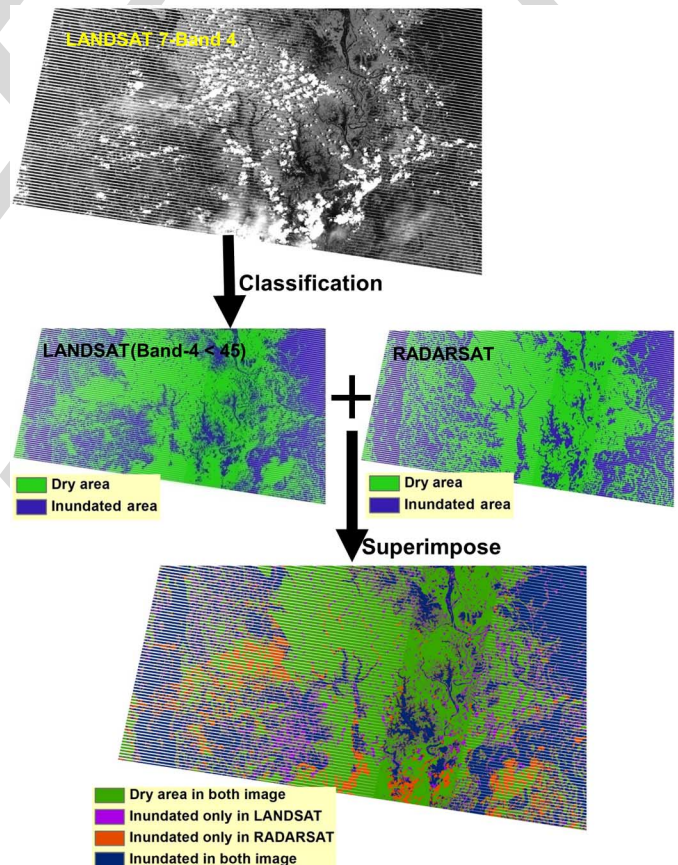 LANDSAT 7-Band 4
Classification
LANDSAT(Band-4 < 45)
RADARSAT
Dry area
Inundated area
Dry area
Inundated area
Superimpose
Dry area in both image
Inundated only in LANDSAT
Inundated only in RADARSAT
Inundated in both image